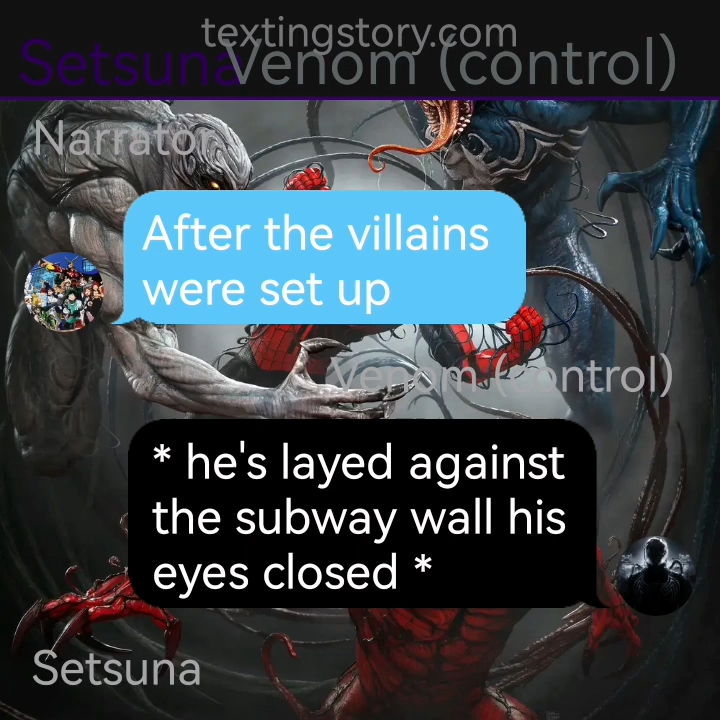 textingstory.com
Setsuna Venom (control)
Narrator
After the villains
were set up
Venom (control)
* he's layed against
the subway wall his
eyes closed *
Setsuna